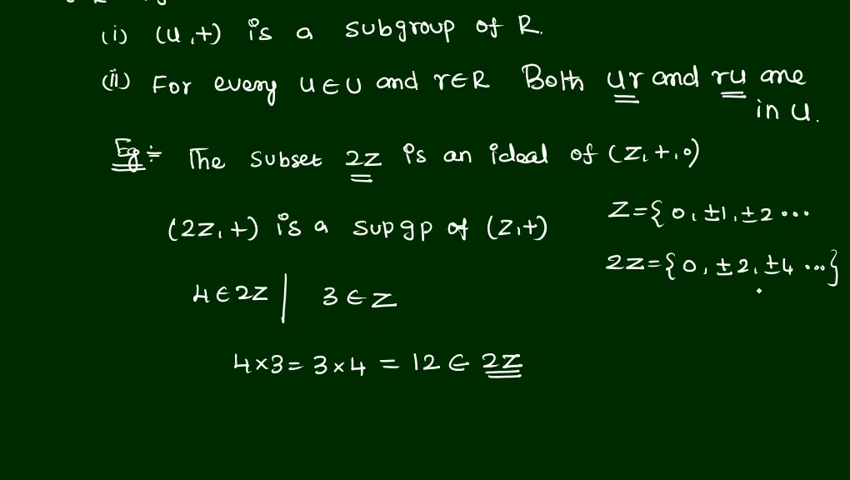 (i) (U,+) is a subgroup of R.
(ii) For every u∈U and r∈R Both ur and ru are
in U.
Eg:- The subset 2Z is an ideal of (Z,+,0)
(2Z,+) is a supgp of (Z,+)
Z={0,±1,±2...
2Z={0,±2,±4...}
4∈2Z | 3∈Z
4×3=3×4=12∈2Z